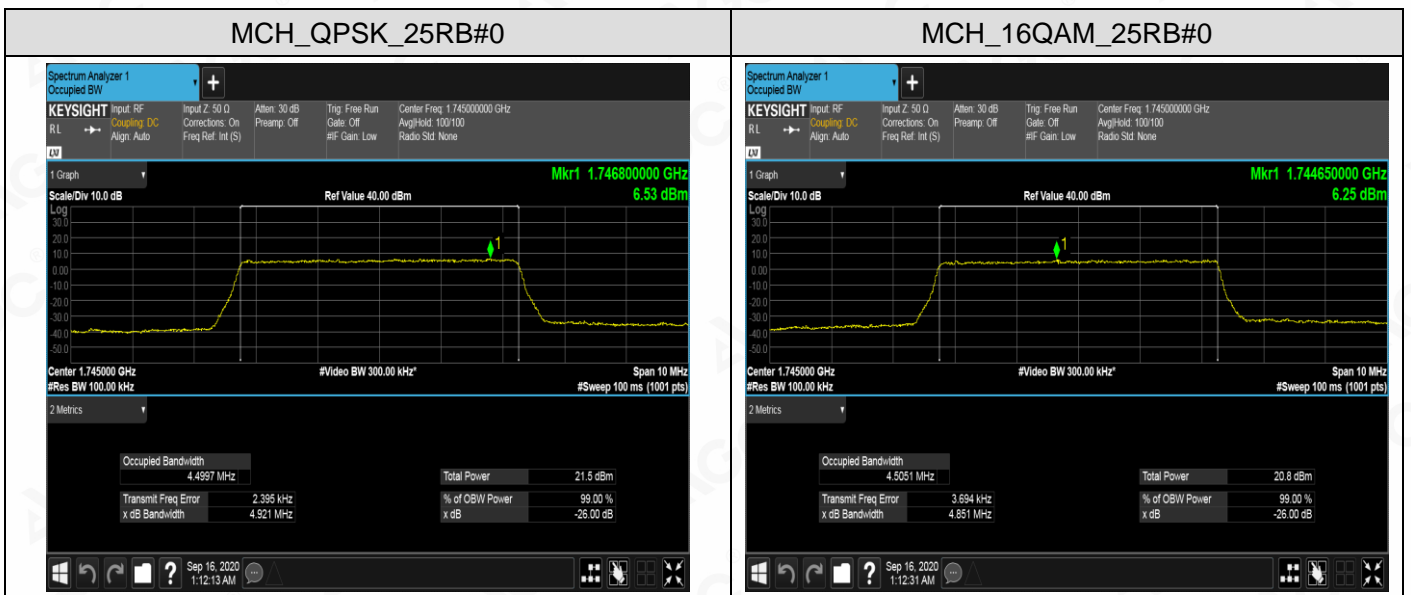 MCH_QPSK_25RB#0
Spectrum Analyzer 1
Occupied BW
+
KEYSIGHT
R L
LXI
Input: RF
Coupling: DC
Align: Auto
Input Z: 50 Ω
Corrections: On
Freq Ref: Int (S)
Atten: 30 dB
Preamp: Off
Trig: Free Run
Gate: Off
#IF Gain: Low
Center Freq: 1.745000000 GHz
Avg|Hold: 100/100
Radio Std: None
1 Graph
Mkr1 1.746800000 GHz
6.53 dBm
Scale/Div 10.0 dB
Ref Value 40.00 dBm
Log
30.0
20.0
10.0
0.00
-10.0
-20.0
-30.0
-40.0
-50.0
1
Center 1.745000 GHz
#Video BW 300.00 kHz*
Span 10 MHz
#Res BW 100.00 kHz
#Sweep 100 ms (1001 pts)
2 Metrics
Occupied Bandwidth
4.4997 MHz
Total Power 21.5 dBm
Transmit Freq Error 2.395 kHz
% of OBW Power 99.00 %
x dB Bandwidth 4.921 MHz
x dB -26.00 dB
?
Sep 16, 2020
1:12:13 AM
MCH_16QAM_25RB#0
Spectrum Analyzer 1
Occupied BW
+
KEYSIGHT
R L
LXI
Input: RF
Coupling: DC
Align: Auto
Input Z: 50 Ω
Corrections: On
Freq Ref: Int (S)
Atten: 30 dB
Preamp: Off
Trig: Free Run
Gate: Off
#IF Gain: Low
Center Freq: 1.745000000 GHz
Avg|Hold: 100/100
Radio Std: None
1 Graph
Mkr1 1.744650000 GHz
6.25 dBm
Scale/Div 10.0 dB
Ref Value 40.00 dBm
Log
30.0
20.0
10.0
0.00
-10.0
-20.0
-30.0
-40.0
-50.0
1
Center 1.745000 GHz
#Video BW 300.00 kHz*
Span 10 MHz
#Res BW 100.00 kHz
#Sweep 100 ms (1001 pts)
2 Metrics
Occupied Bandwidth
4.5051 MHz
Total Power 20.8 dBm
Transmit Freq Error 3.694 kHz
% of OBW Power 99.00 %
x dB Bandwidth 4.851 MHz
x dB -26.00 dB
?
Sep 16, 2020
1:12:31 AM